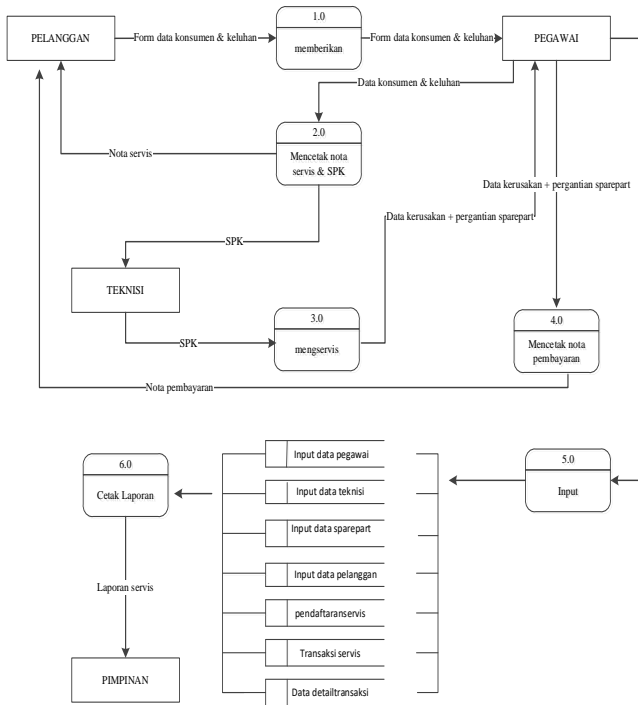 1.0
PELANGGAN
Form data konsumen & keluhan
memberikan
Form data konsumen & keluhan
PEGAWAI
Data konsumen & keluhan
2.0
Mencetak nota
servis & SPK
Nota servis
Data kerusakan + pergantian sparepart
Data kerusakan + pergantian sparepart
SPK
TEKNISI
3.0
mengservis
SPK
4.0
Mencetak nota
pembayaran
Nota pembayaran
6.0
Cetak Laporan
Input data pegawai
Input data teknisi
Input data sparepart
Input data pelanggan
pendaftaranservis
Transaksi servis
Data detailtransaksi
5.0
Input
Laporan servis
PIMPINAN